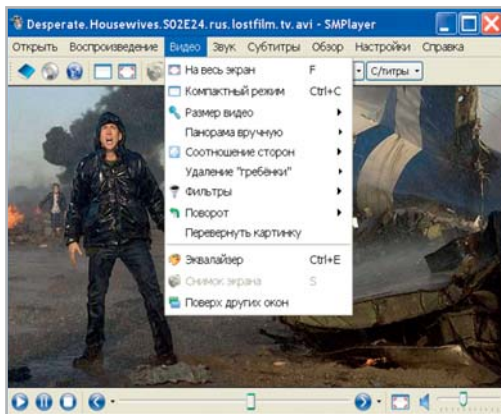 Desperate.Housewives.S02E24.rus.lostfilm.tv.avi - SMPlayer
Открыть Воспроизведение Видео Звук Субтитры Обзор Настройки Справка
С/титры
На весь экран F
Компактный режим Ctrl+C
Размер видео
Панорама вручную
Соотношение сторон
Удаление "гребёнки"
Фильтры
Поворот
Перевернуть картинку
Эквалайзер Ctrl+E
Снимок экрана S
Поверх других окон